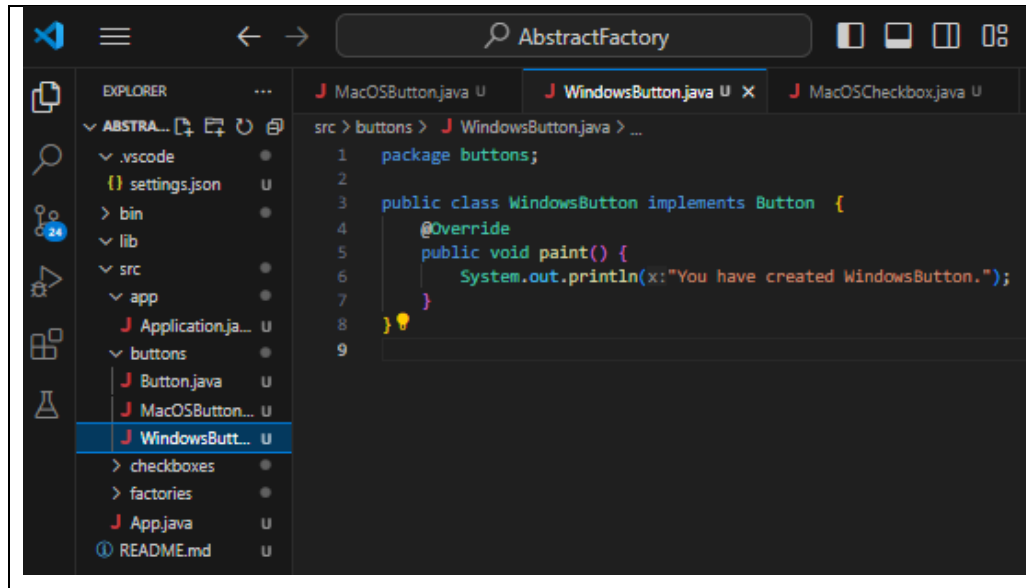 AbstractFactory
EXPLORER ...
ABSTRA...
.vscode
{} settings.json U
bin
lib
src
app
J Application.ja... U
buttons
J Button.java U
J MacOSButton... U
J WindowsButt... U
checkboxes
factories
J App.java U
README.md U
24
J MacOSButton.java U
J WindowsButton.java U
J MacOSCheckbox.java U
src > buttons > J WindowsButton.java > ...
1 package buttons;
2
3 public class WindowsButton implements Button {
4 @Override
5 public void paint() {
6 System.out.println(x:"You have created WindowsButton.");
7 }
8 }
9